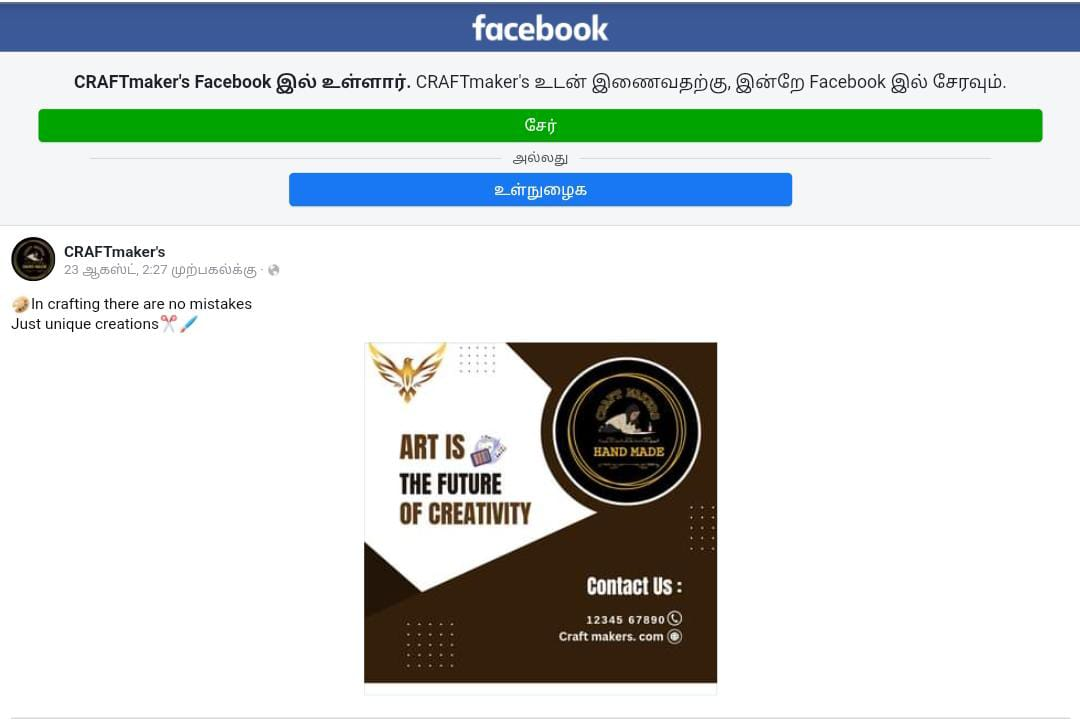 facebook
CRAFTmaker's Facebook இல் உள்ளார். CRAFTmaker's உடன் இணைவதற்கு, இன்றே Facebook இல் சேரவும்.
சேர்
அல்லது
உள்நுழைக
CRAFTmaker's
23 ஆகஸ்ட், 2:27 முற்பகல்க்கு ·
In crafting there are no mistakes
Just unique creations
CRAFT MAKERS
HAND MADE
ART IS
THE FUTURE
OF CREATIVITY
Contact Us :
12345 67890
Craft makers. com